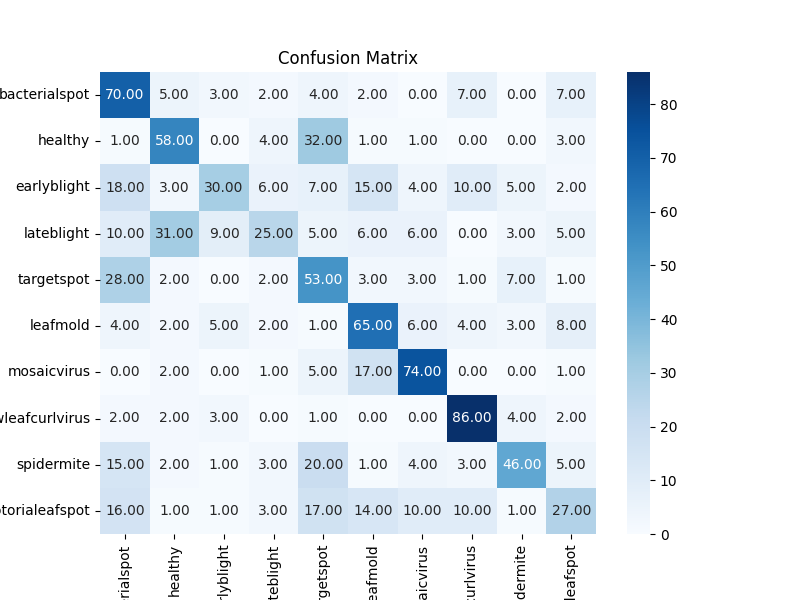 Confusion Matrix
bacterialspot 70.00 5.00 3.00 2.00 4.00 2.00 0.00 7.00 0.00 7.00
healthy 1.00 58.00 0.00 4.00 32.00 1.00 1.00 0.00 0.00 3.00
earlyblight 18.00 3.00 30.00 6.00 7.00 15.00 4.00 10.00 5.00 2.00
lateblight 10.00 31.00 9.00 25.00 5.00 6.00 6.00 0.00 3.00 5.00
targetspot 28.00 2.00 0.00 2.00 53.00 3.00 3.00 1.00 7.00 1.00
leafmold 4.00 2.00 5.00 2.00 1.00 65.00 6.00 4.00 3.00 8.00
mosaicvirus 0.00 2.00 0.00 1.00 5.00 17.00 74.00 0.00 0.00 1.00
wleafcurlvirus 2.00 2.00 3.00 0.00 1.00 0.00 0.00 86.00 4.00 2.00
spidermite 15.00 2.00 1.00 3.00 20.00 1.00 4.00 3.00 46.00 5.00
torialeafspot 16.00 1.00 1.00 3.00 17.00 14.00 10.00 10.00 1.00 27.00
rialspot
healthy
rlyblight
teblight
rgetspot
eafmold
aicvirus
curlvirus
dermite
leafspot
80
70
60
50
40
30
20
10
0